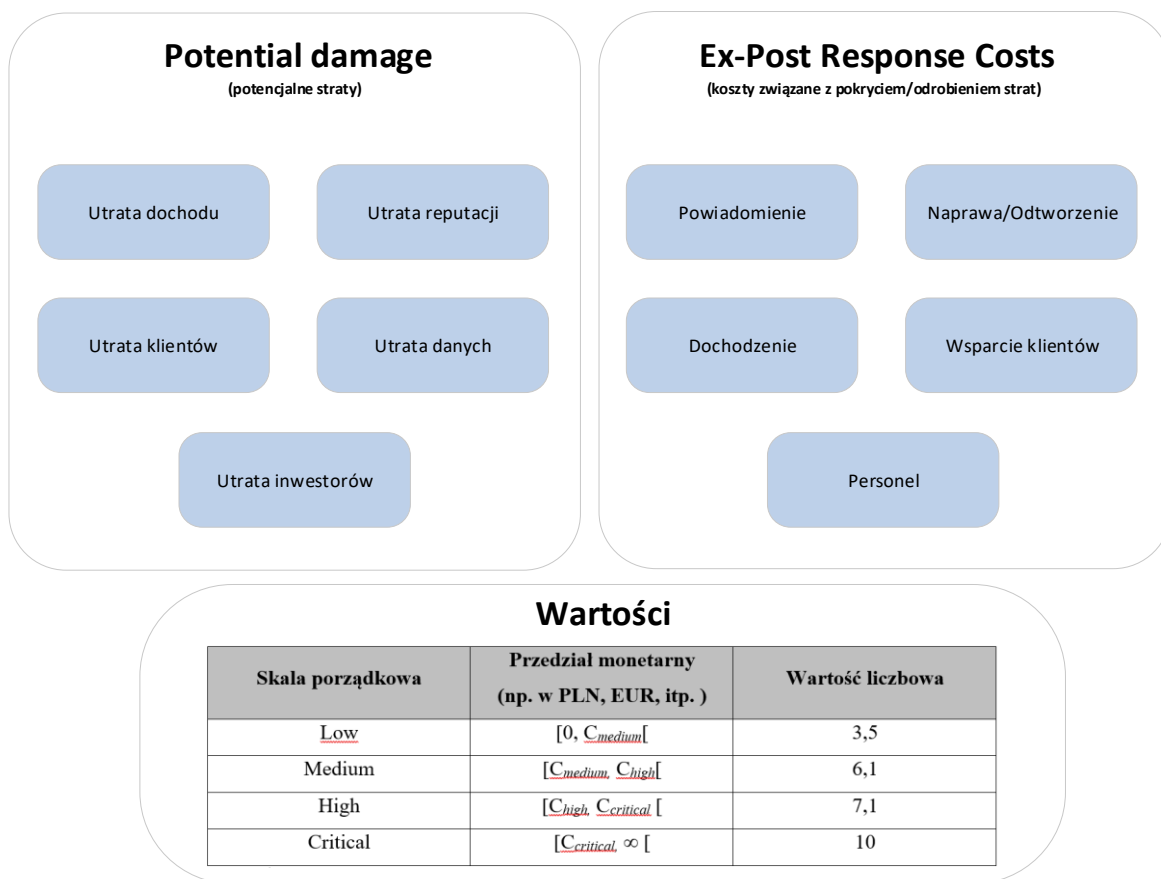 Potential damage
(potencjalne straty)
Utrata dochodu
Utrata reputacji
Utrata klientów
Utrata danych
Utrata inwestorów
Ex-Post Response Costs
(koszty związane z pokryciem/odrobieniem strat)
Powiadomienie
Naprawa/Odtworzenie
Dochodzenie
Wsparcie klientów
Personel
Wartości
Skala porządkowa
Przedział monetarny
(np. w PLN, EUR, itp. )
Wartość liczbowa
Low
[0, Cmedium[
3,5
Medium
[Cmedium, Chigh[
6,1
High
[Chigh, Ccritical [
7,1
Critical
[Ccritical, ∞ [
10